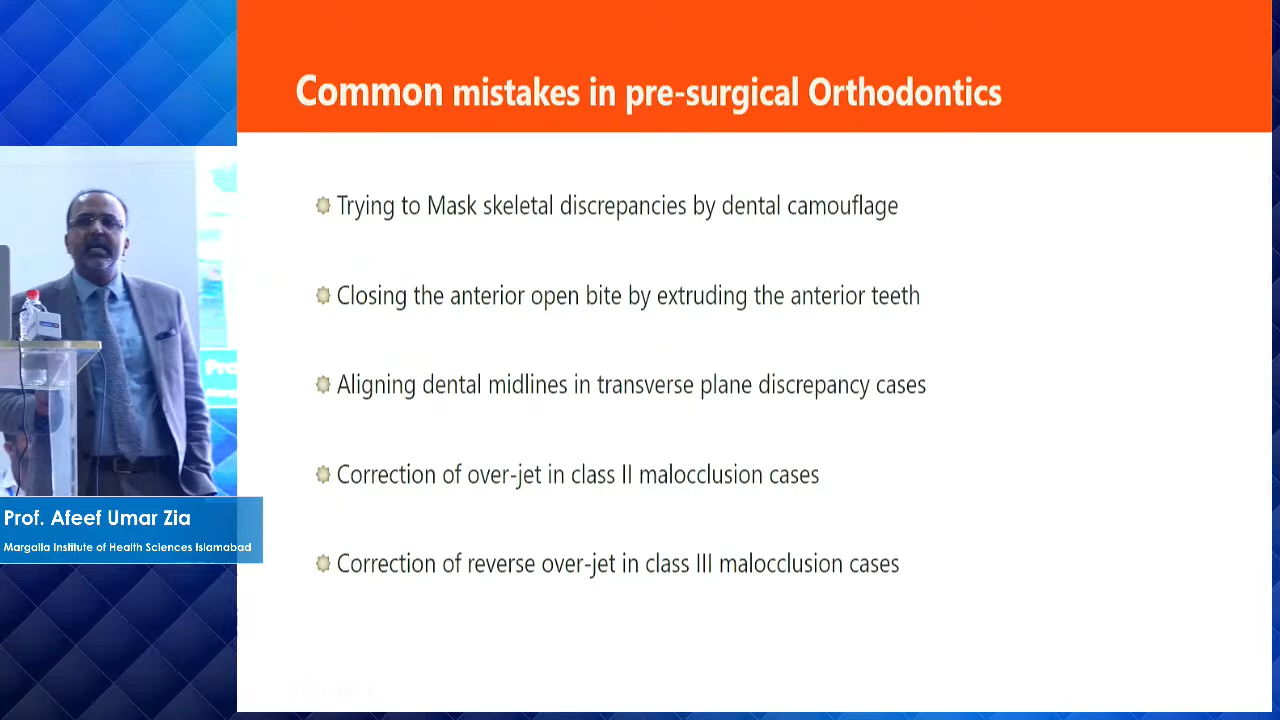 Common mistakes in pre-surgical Orthodontics
Trying to Mask skeletal discrepancies by dental camouflage
Closing the anterior open bite by extruding the anterior teeth
Aligning dental midlines in transverse plane discrepancy cases
Correction of over-jet in class II malocclusion cases
Correction of reverse over-jet in class III malocclusion cases
Prof. Afeef Umar Zia
Margalla Institute of Health Sciences Islamabad